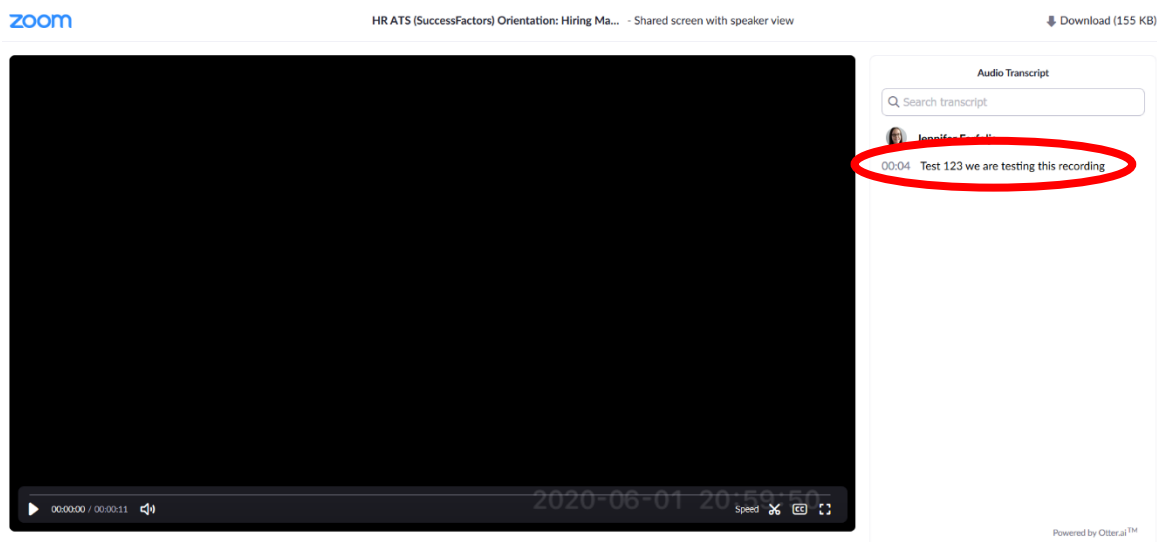 zoom
HR ATS (SuccessFactors) Orientation: Hiring Ma... - Shared screen with speaker view
Download (155 KB)
Audio Transcript
Search transcript
Jennifer
00:04 Test 123 we are testing this recording
2020-06-01 20:59:50
00:00:00 / 00:00:11
Speed
CC
Powered by Otter.ai™